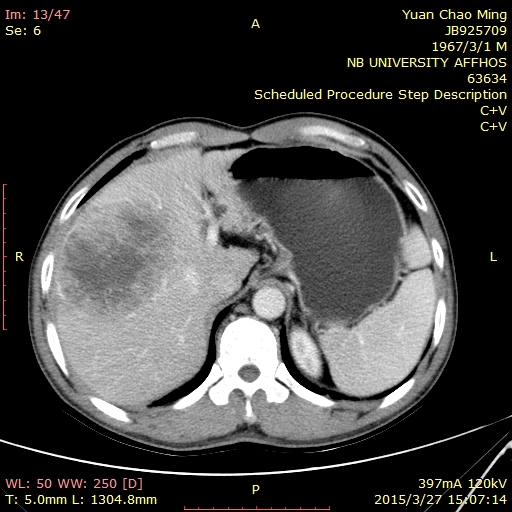 Im: 13/47
Se: 6
A
Yuan Chao Ming
JB925709
1967/3/1 M
NB UNIVERSITY AFFHOS
63634
Scheduled Procedure Step Description
C+V
C+V
R
L
WL: 50 WW: 250 [D]
T: 5.0mm L: 1304.8mm
P
397mA 120kV
2015/3/27 15:07:14